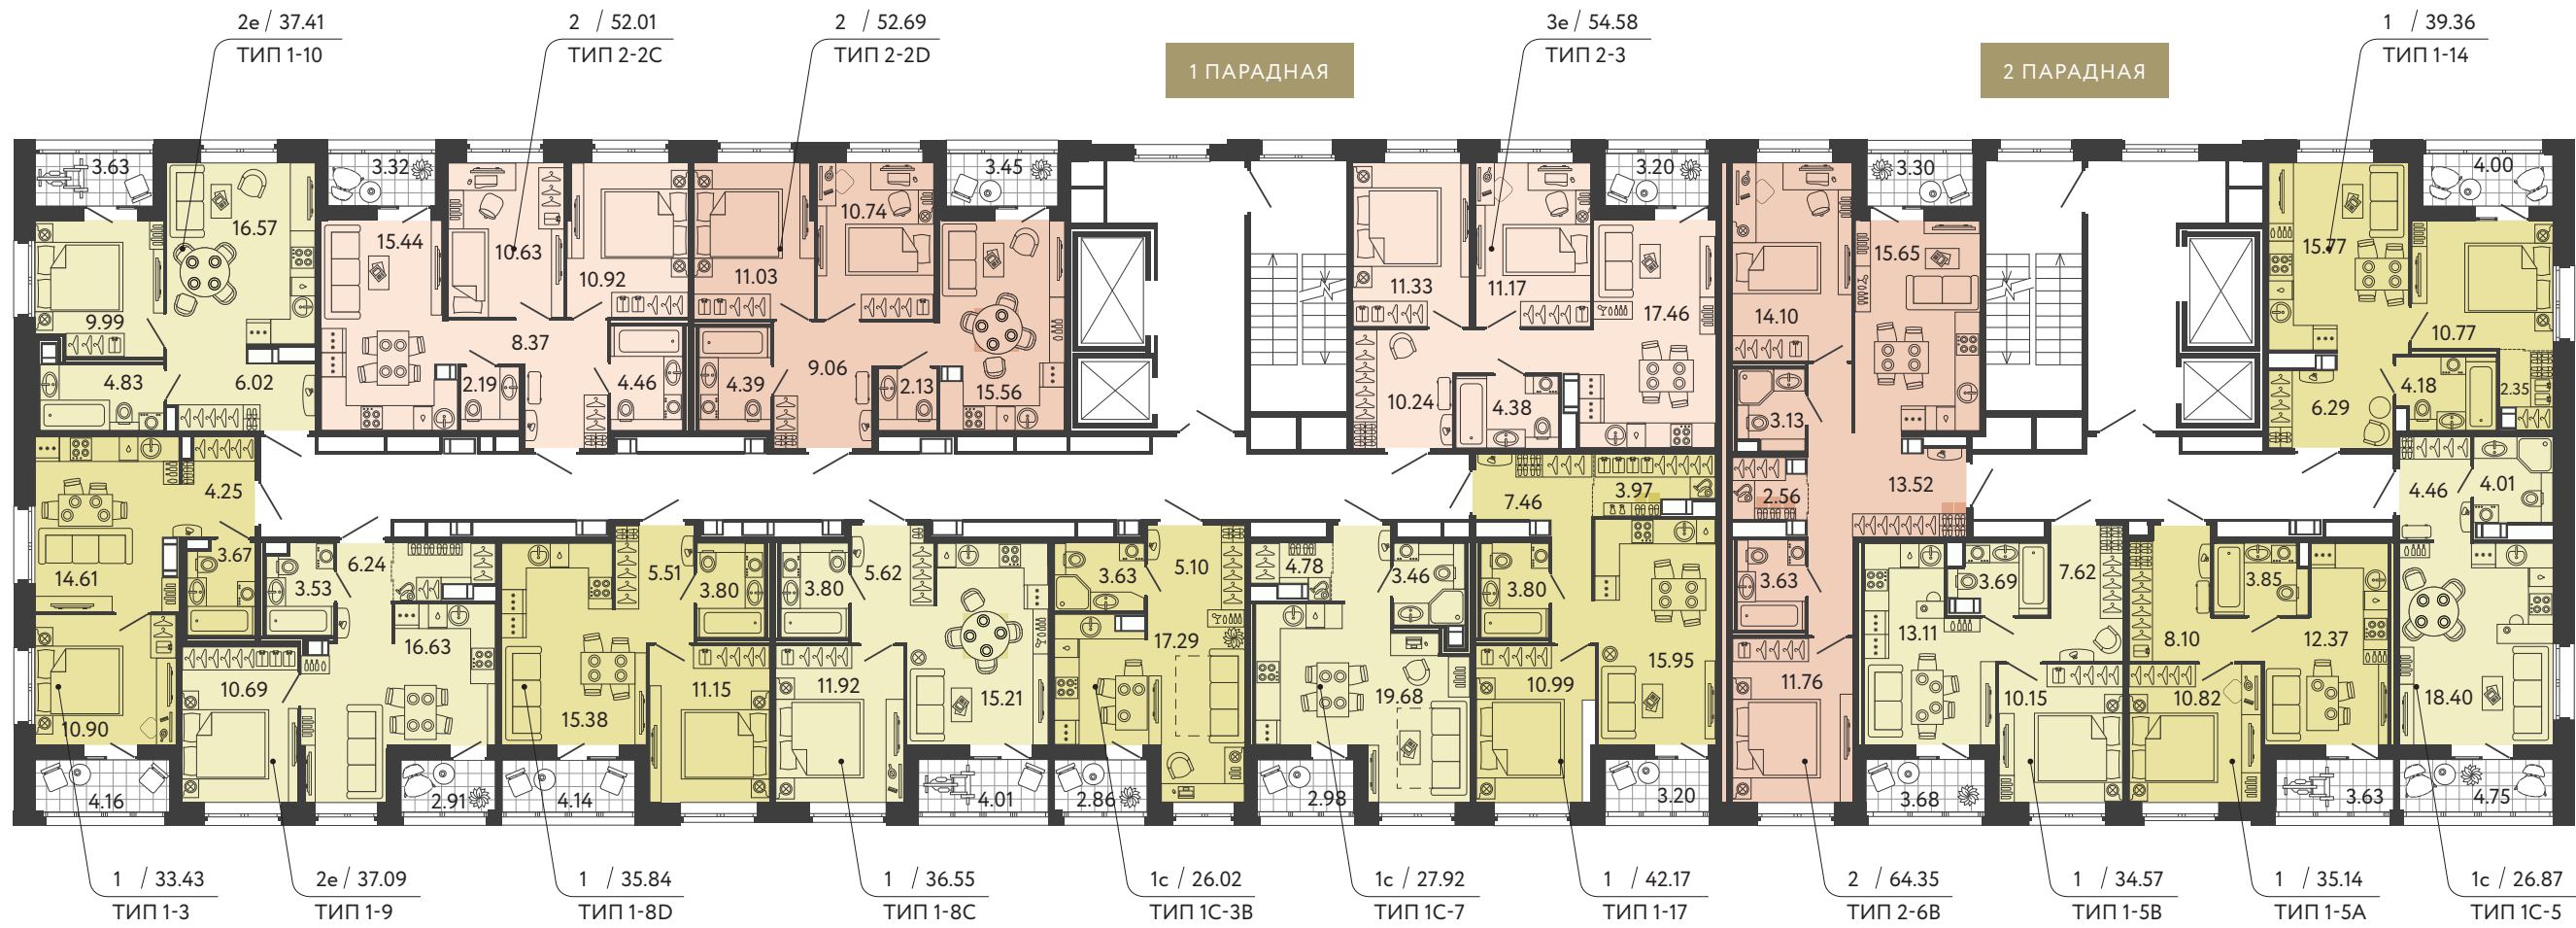 2е / 37.41
ТИП 1-10
2 / 52.01
ТИП 2-2C
2 / 52.69
ТИП 2-2D
1 ПАРАДНАЯ
3е / 54.58
ТИП 2-3
2 ПАРАДНАЯ
1 / 39.36
ТИП 1-14
3.63
16.57
9.99
4.83
6.02
3.32
15.44
10.63
10.92
8.37
2.19
4.46
11.03
10.74
3.45
4.39
9.06
2.13
15.56
11.33
11.17
3.20
17.46
10.24
4.38
14.10
3.30
15.65
3.13
2.56
13.52
3.63
11.76
15.77
4.00
10.77
4.18
2.35
6.29
4.46
4.01
18.40
4.75
4.25
14.61
3.67
10.90
4.16
3.53
6.24
10.69
16.63
2.91
5.51
3.80
15.38
11.15
4.14
3.80
5.62
11.92
15.21
4.01
3.63
5.10
17.29
2.86
4.78
3.46
19.68
2.98
7.46
3.97
3.80
10.99
15.95
3.20
13.11
3.69
7.62
10.15
3.68
8.10
3.85
12.37
10.82
3.63
1 / 33.43
ТИП 1-3
2е / 37.09
ТИП 1-9
1 / 35.84
ТИП 1-8D
1 / 36.55
ТИП 1-8C
1с / 26.02
ТИП 1С-3В
1с / 27.92
ТИП 1С-7
1 / 42.17
ТИП 1-17
2 / 64.35
ТИП 2-6В
1 / 34.57
ТИП 1-5В
1 / 35.14
ТИП 1-5А
1с / 26.87
ТИП 1С-5